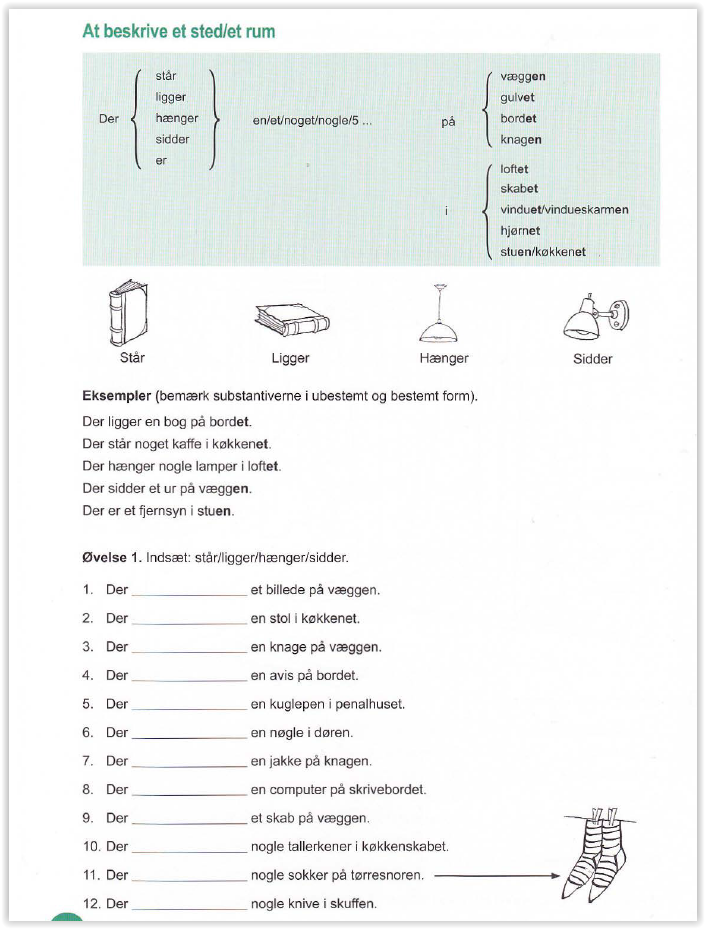 At beskrive et sted/et rum
Der
står
ligger
hænger
sidder
er
en/et/noget/nogle/5 ...
på
væggen
gulvet
bordet
knagen
i
loftet
skabet
vinduet/vindueskarmen
hjørnet
stuen/køkkenet
Står
Ligger
Hænger
Sidder
Eksempler (bemærk substantiverne i ubestemt og bestemt form).
Der ligger en bog på bordet.
Der står noget kaffe i køkkenet.
Der hænger nogle lamper i loftet.
Der sidder et ur på væggen.
Der er et fjernsyn i stuen.
Øvelse 1. Indsæt: står/ligger/hænger/sidder.
1. Der ____________ et billede på væggen.
2. Der ____________ en stol i køkkenet.
3. Der ____________ en knage på væggen.
4. Der ____________ en avis på bordet.
5. Der ____________ en kuglepen i penalhuset.
6. Der ____________ en nøgle i døren.
7. Der ____________ en jakke på knagen.
8. Der ____________ en computer på skrivebordet.
9. Der ____________ et skab på væggen.
10. Der ____________ nogle tallerkener i køkkenskabet.
11. Der ____________ nogle sokker på tørresnoren.
12. Der ____________ nogle knive i skuffen.